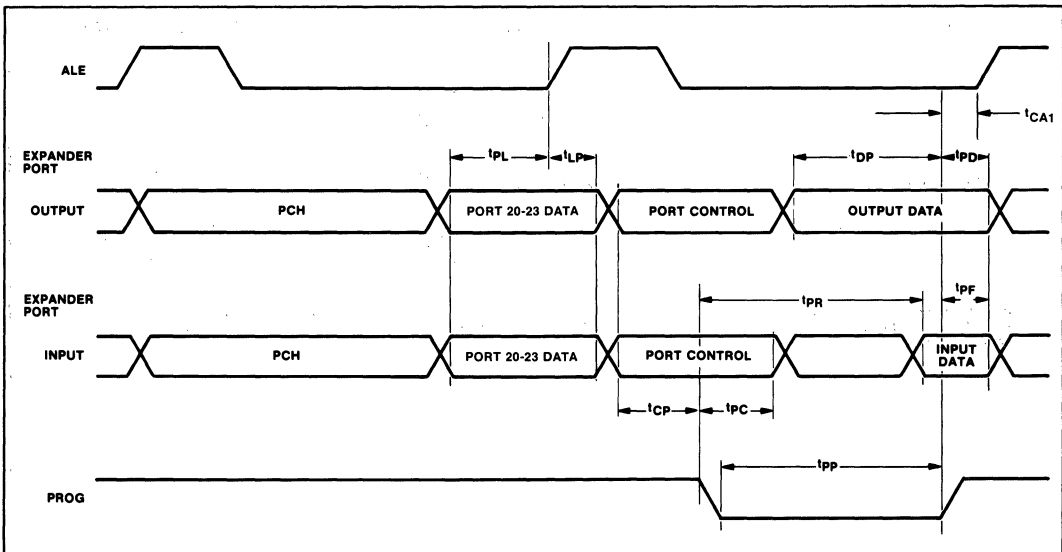 ALE
tCA1
EXPANDER
PORT
tPL
tLP
tDP
tPD
OUTPUT
PCH
PORT 20-23 DATA
PORT CONTROL
OUTPUT DATA
EXPANDER
PORT
tPR
tPF
INPUT
PCH
PORT 20-23 DATA
PORT CONTROL
INPUT
DATA
tCP
tPC
tPP
PROG